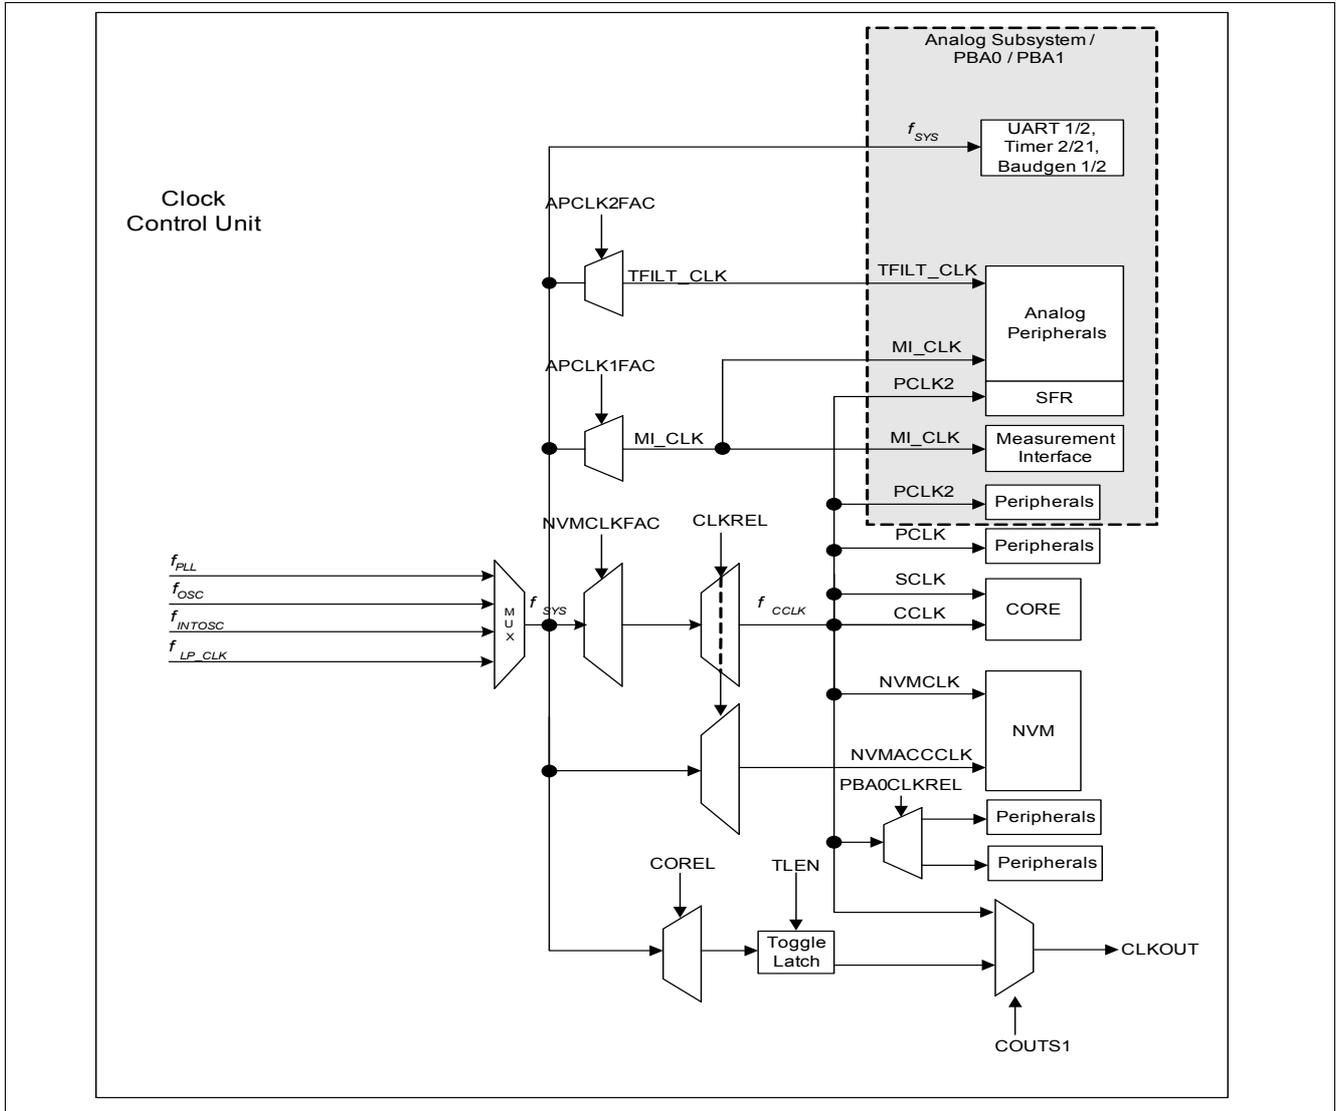 Analog Subsystem /
PBA0 / PBA1
f SYS
UART 1/2,
Timer 2/21,
Baudgen 1/2
Clock
Control Unit
APCLK2FAC
TFILT_CLK
TFILT_CLK
Analog
Peripherals
MI_CLK
APCLK1FAC
PCLK2
SFR
MI_CLK
MI_CLK
Measurement
Interface
PCLK2
Peripherals
NVMCLKFAC
CLKREL
PCLK
Peripherals
f PLL
f OSC
f INTOSC
f LP_CLK
MUX
f SYS
f CCLK
SCLK
CCLK
CORE
NVMCLK
NVM
NVMACCCLK
PBA0CLKREL
Peripherals
Peripherals
COREL
TLEN
Toggle
Latch
CLKOUT
COUTS1